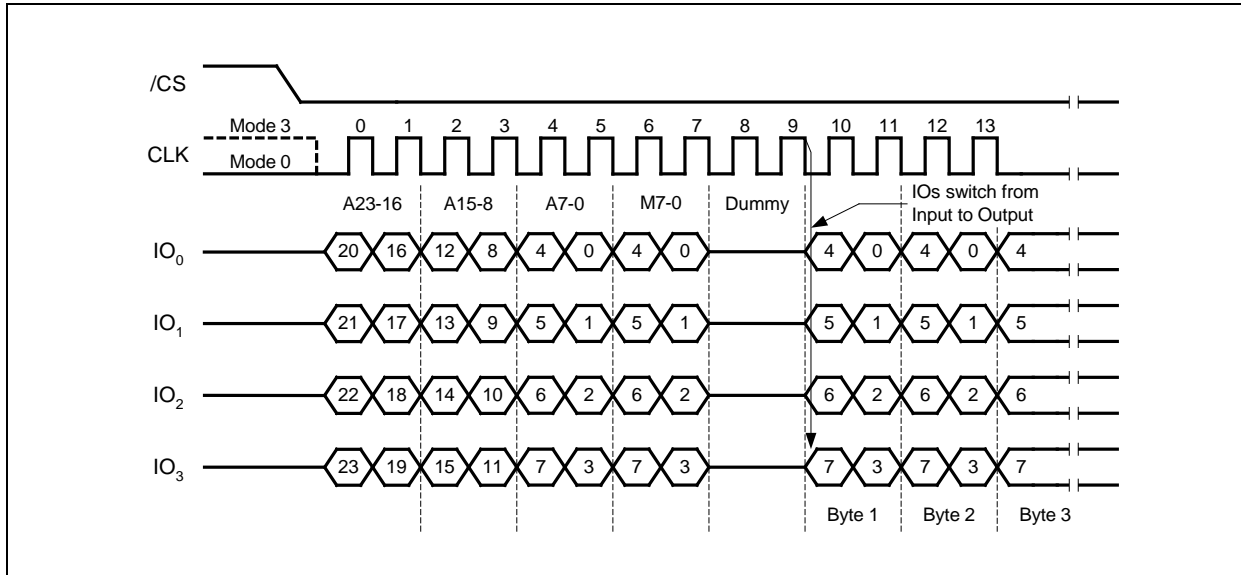 /CS
Mode 3 0 1 2 3 4 5 6 7 8 9 10 11 12 13
CLK
Mode 0
A23-16 A15-8 A7-0 M7-0 Dummy
IOs switch from
Input to Output
IO₀ 20 16 12 8 4 0 4 0 4 0 4 0 4
IO₁ 21 17 13 9 5 1 5 1 5 1 5 1 5
IO₂ 22 18 14 10 6 2 6 2 6 2 6 2 6
IO₃ 23 19 15 11 7 3 7 3 7 3 7 3 7
Byte 1 Byte 2 Byte 3